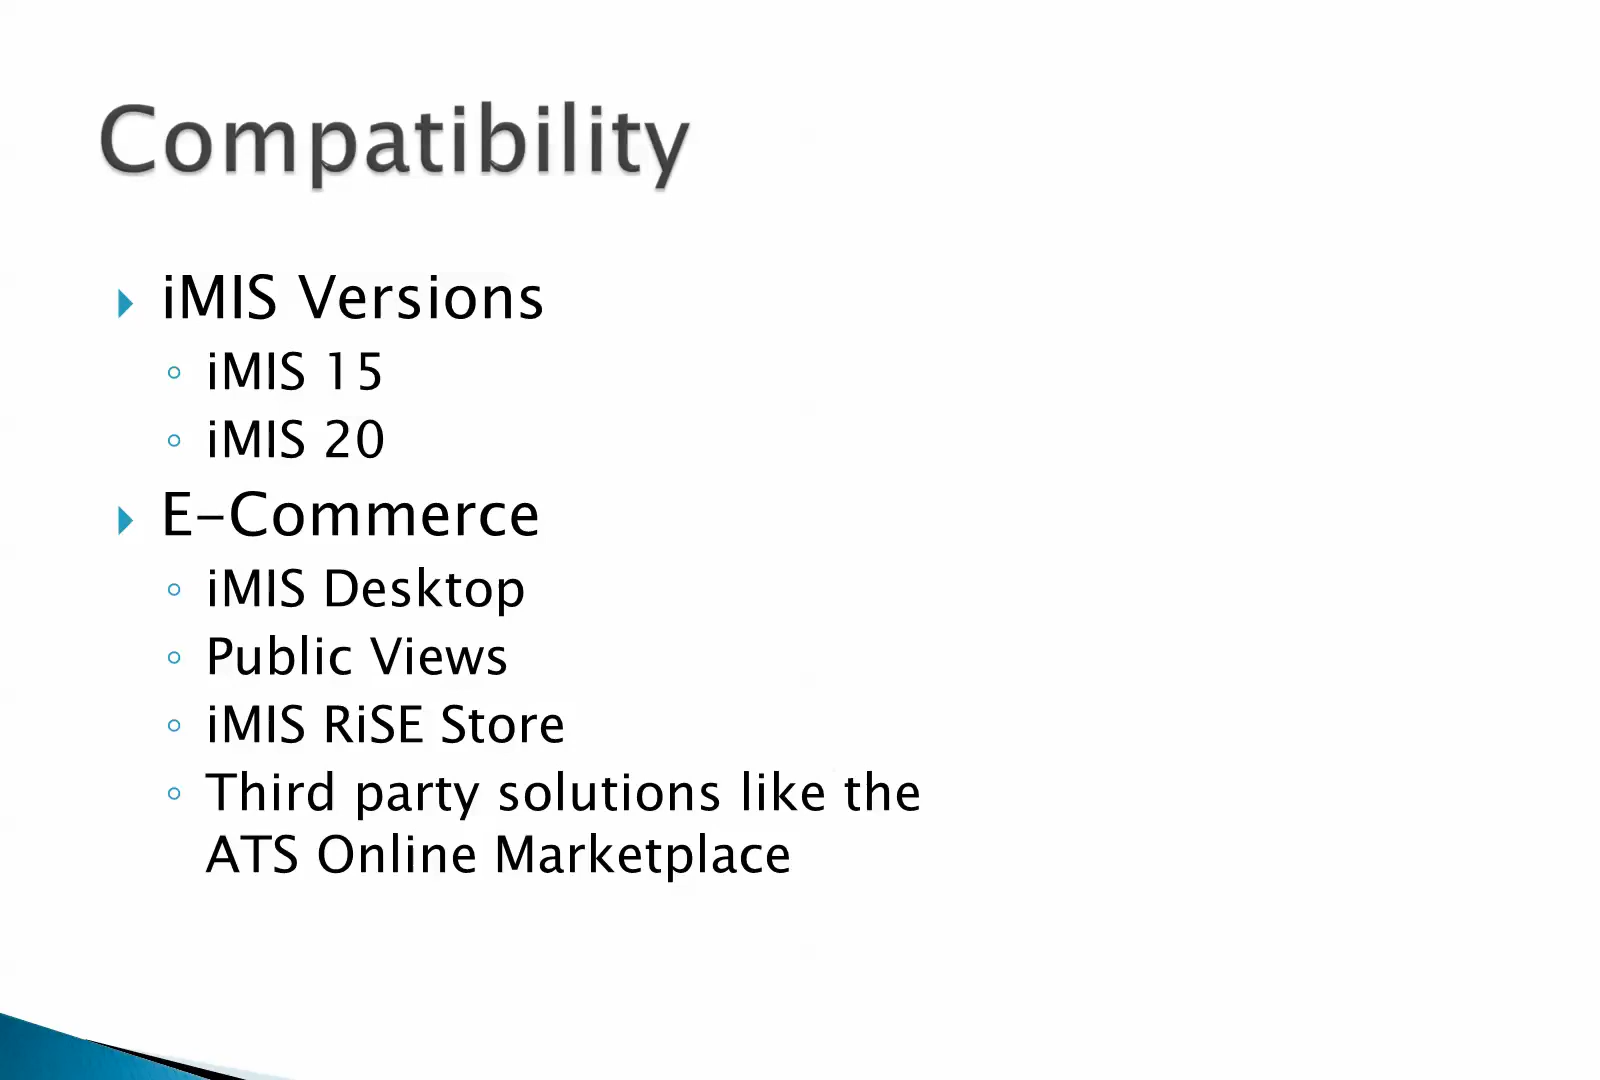 Compatibility
iMIS Versions
iMIS 15
iMIS 20
E-Commerce
iMIS Desktop
Public Views
iMIS RiSE Store
Third party solutions like the
ATS Online Marketplace